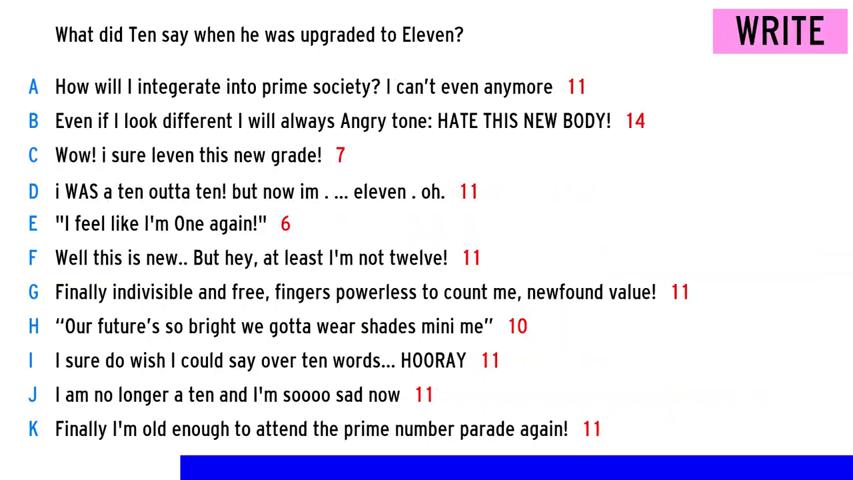 What did Ten say when he was upgraded to Eleven?
WRITE
A How will I integerate into prime society? I can't even anymore 11
B Even if I look different I will always Angry tone: HATE THIS NEW BODY! 14
C Wow! i sure leven this new grade! 7
D i WAS a ten outta ten! but now im . ... eleven . oh. 11
E "I feel like I'm One again!" 6
F Well this is new.. But hey, at least I'm not twelve! 11
G Finally indivisible and free, fingers powerless to count me, newfound value! 11
H “Our future’s so bright we gotta wear shades mini me” 10
I I sure do wish I could say over ten words... HOORAY 11
J I am no longer a ten and I'm soooo sad now 11
K Finally I'm old enough to attend the prime number parade again! 11